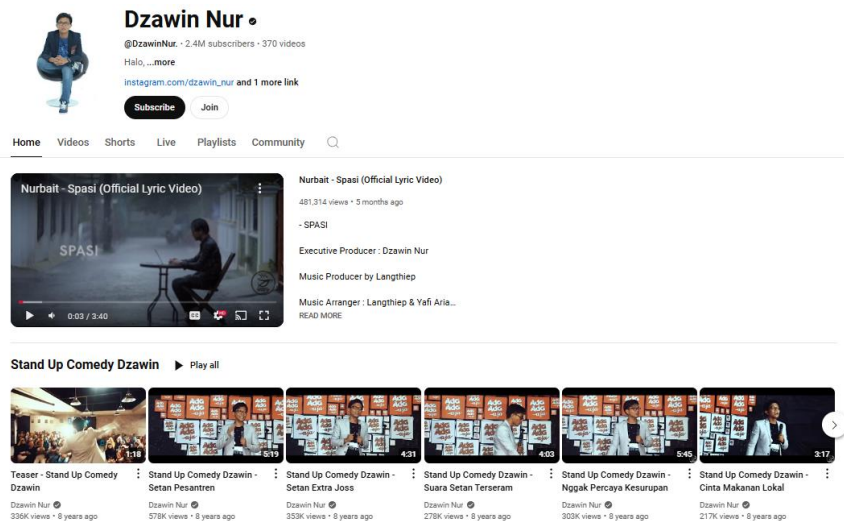 Dzawin Nur
@DzawinNur. • 2.4M subscribers • 370 videos
Halo, ...more
instagram.com/dzawin_nur and 1 more link
Subscribe
Join
Home Videos Shorts Live Playlists Community
Nurbait - Spasi (Official Lyric Video)
SPASI
0:03 / 3:40
Nurbait - Spasi (Official Lyric Video)
481,314 views • 5 months ago
- SPASI
Executive Producer : Dzawin Nur
Music Producer by Langthiep
Music Arranger : Langthiep & Yafi Aria...
READ MORE
Stand Up Comedy Dzawin
Play all
1:18
5:19
4:31
4:03
5:45
3:17
Teaser - Stand Up Comedy
Dzawin
Dzawin Nur
336K views • 8 years ago
Stand Up Comedy Dzawin -
Setan Pesantren
Dzawin Nur
578K views • 8 years ago
Stand Up Comedy Dzawin -
Setan Extra Joss
Dzawin Nur
353K views • 8 years ago
Stand Up Comedy Dzawin -
Suara Setan Terseram
Dzawin Nur
278K views • 8 years ago
Stand Up Comedy Dzawin -
Nggak Percaya Kesurupan
Dzawin Nur
303K views • 8 years ago
Stand Up Comedy Dzawin -
Cinta Makanan Lokal
Dzawin Nur
217K views • 8 years ago